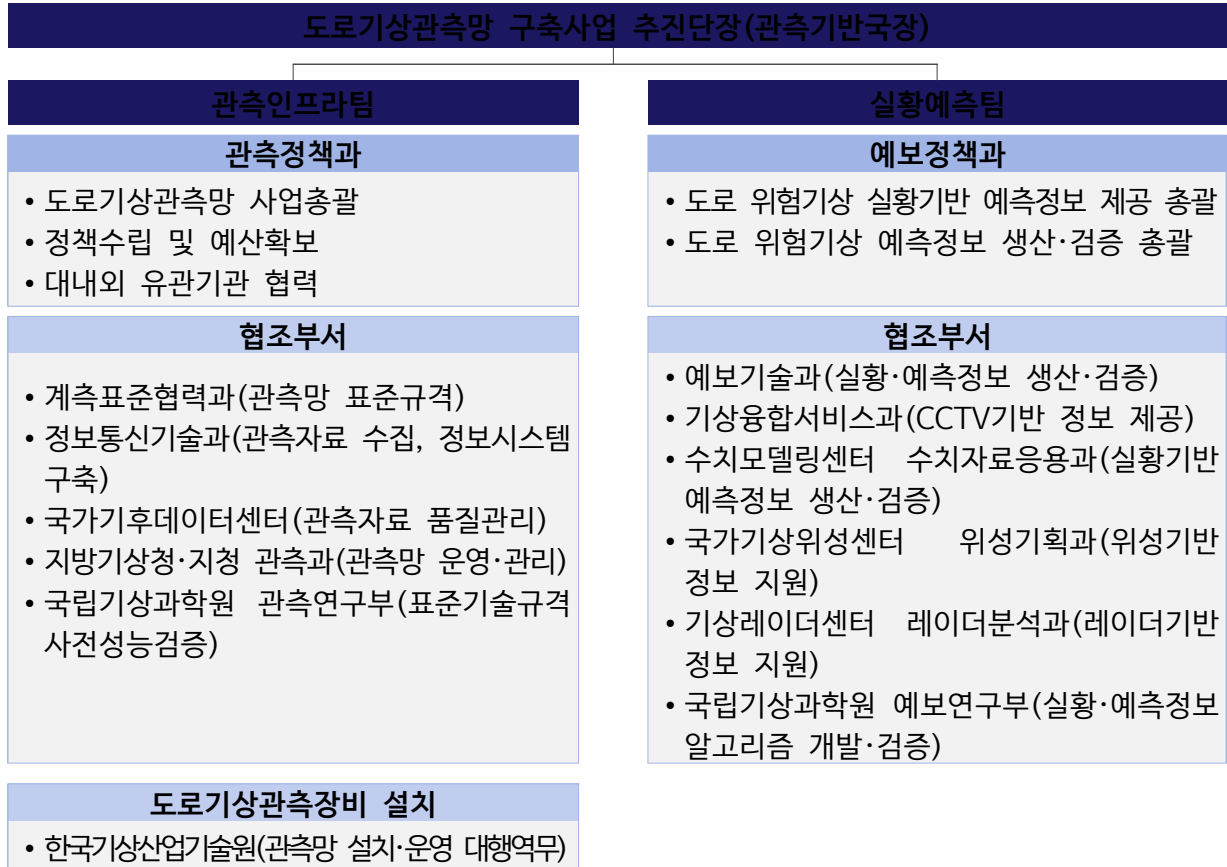 도로기상관측망 구축사업 추진단장(관측기반국장)
관측인프라팀
관측정책과
• 도로기상관측망 사업총괄
• 정책수립 및 예산확보
• 대내외 유관기관 협력
협조부서
• 계측표준협력과(관측망 표준규격)
• 정보통신기술과(관측자료 수집, 정보시스템
구축)
• 국가기후데이터센터(관측자료 품질관리)
• 지방기상청·지청 관측과(관측망 운영·관리)
• 국립기상과학원 관측연구부(표준기술규격
사전성능검증)
도로기상관측장비 설치
• 한국기상산업기술원(관측망 설치·운영 대행역무)
실황예측팀
예보정책과
• 도로 위험기상 실황기반 예측정보 제공 총괄
• 도로 위험기상 예측정보 생산·검증 총괄
협조부서
• 예보기술과(실황·예측정보 생산·검증)
• 기상융합서비스과(CCTV기반 정보 제공)
• 수치모델링센터 수치자료응용과(실황기반
예측정보 생산·검증)
• 국가기상위성센터 위성기획과(위성기반
정보 지원)
• 기상레이더센터 레이더분석과(레이더기반
정보 지원)
• 국립기상과학원 예보연구부(실황·예측정보
알고리즘 개발·검증)